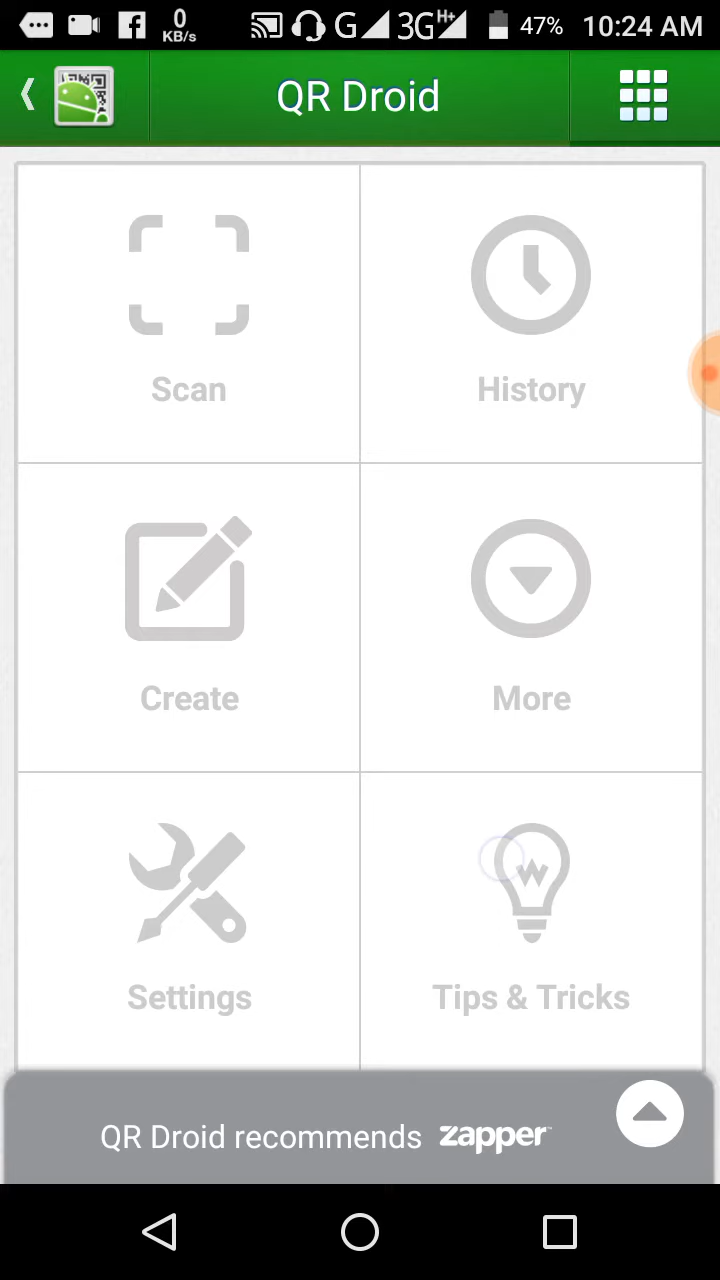 0 KB/s G 3G H+ 47% 10:24 AM
QR Droid
Scan History
Create More
Settings Tips & Tricks
QR Droid recommends zapper™